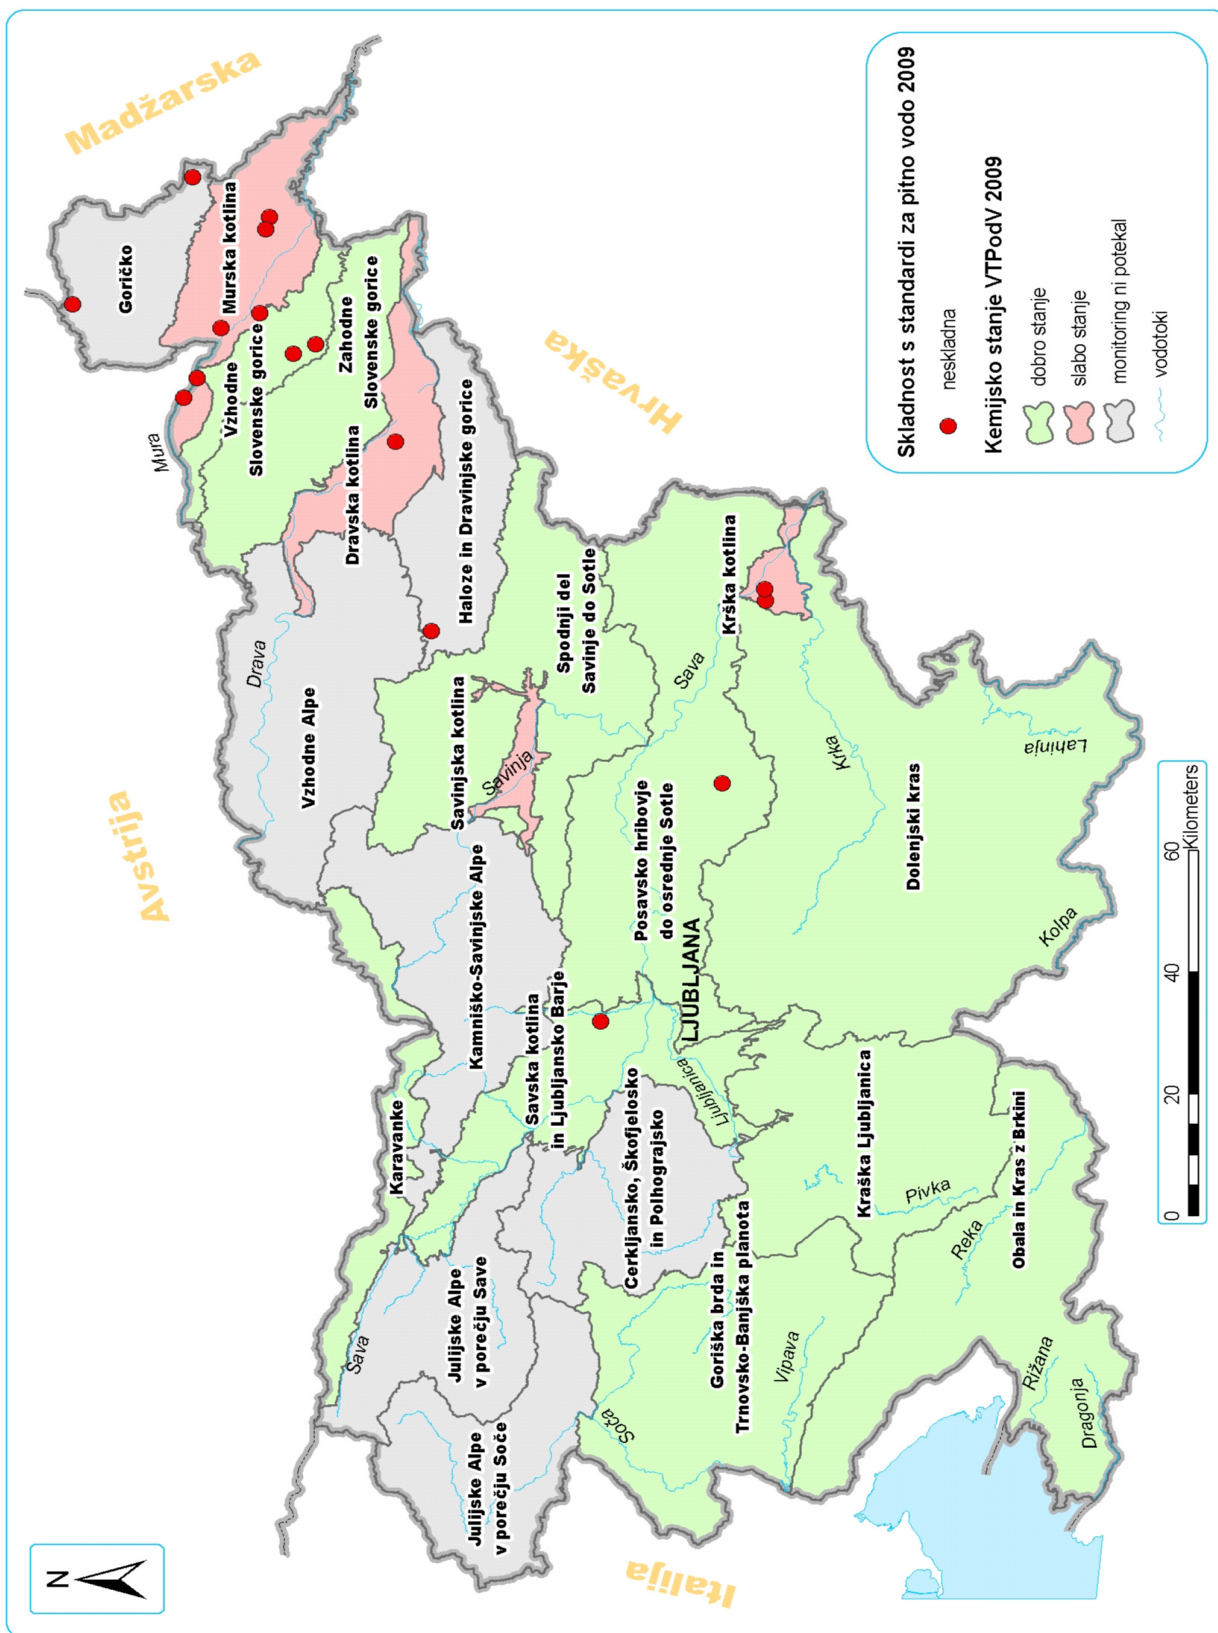 N
Madžarska
Avstrija
Hrvaška
Italija
Goričko
Murska kotlina
Mura
Vzhodne
Slovenske gorice
Zahodne
Slovenske gorice
Dravska kotlina
Drava
Vzhodne Alpe
Haloze in Dravinjske gorice
Karavanke
Sava
Kamniško-Savinjske Alpe
Savinjska kotlina
Savinja
Spodnji del
Savinje do Sotle
Julijske Alpe
v porečju Save
Julijske Alpe
v porečju Soče
Savska kotlina
in Ljubljansko Barje
Cerkljansko, Škofjelosko
in Polhograjsko
Posavsko hribovje
do osrednje Sotle
Sava
Krška kotlina
LJUBLJANA
Ljubljanica
Soča
Goriška brda in
Trnovsko-Banjška planota
Vipava
Kraška Ljubljanica
Pivka
Krka
Dolenjski kras
Lahinja
Kolpa
Reka
Obala in Kras z Brkini
Rižana
Dragonja
0
20
40
60
Kilometers
Skladnost s standardi za pitno vodo 2009
neskladna
Kemijsko stanje VTPodV 2009
dobro stanje
slabo stanje
monitoring ni potekal
vodotoki